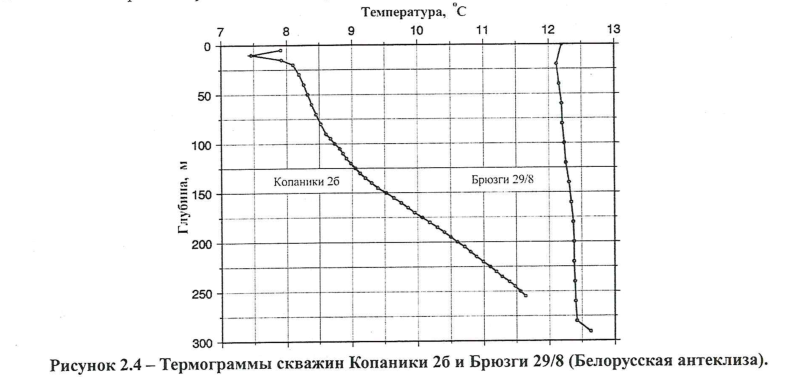 Температура, °C
7 8 9 10 11 12 13
0
50
100
Копаники 2б Брюзги 29/8
150
200
250
300
Глубина, м
Рисунок 2.4 – Термограммы скважин Копаники 2б и Брюзги 29/8 (Белорусская антеклиза).